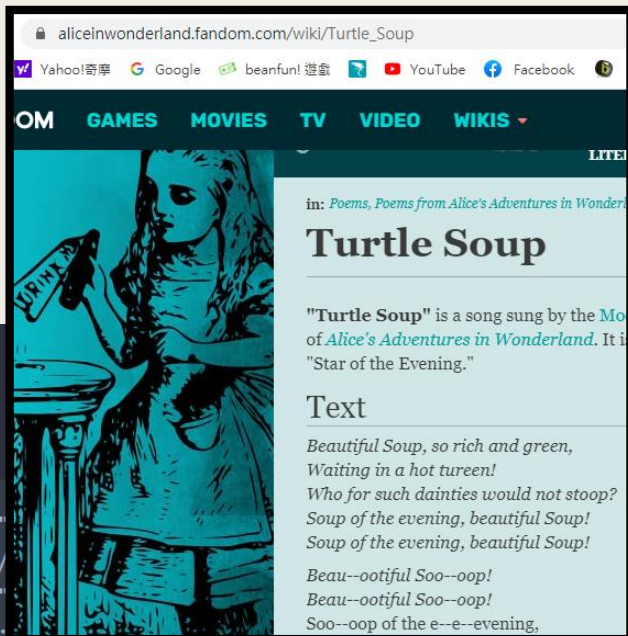 aliceinwonderland.fandom.com/wiki/Turtle_Soup
Yahoo!奇摩 Google beanfun! 遊戲 YouTube Facebook
OM GAMES MOVIES TV VIDEO WIKIS
LITE
in: Poems, Poems from Alice's Adventures in Wonderl
Turtle Soup
"Turtle Soup" is a song sung by the Mo
of Alice's Adventures in Wonderland. It is
"Star of the Evening."
Text
Beautiful Soup, so rich and green,
Waiting in a hot tureen!
Who for such dainties would not stoop?
Soup of the evening, beautiful Soup!
Soup of the evening, beautiful Soup!
Beau--ootiful Soo--oop!
Beau--ootiful Soo--oop!
Soo--oop of the e--e--evening,